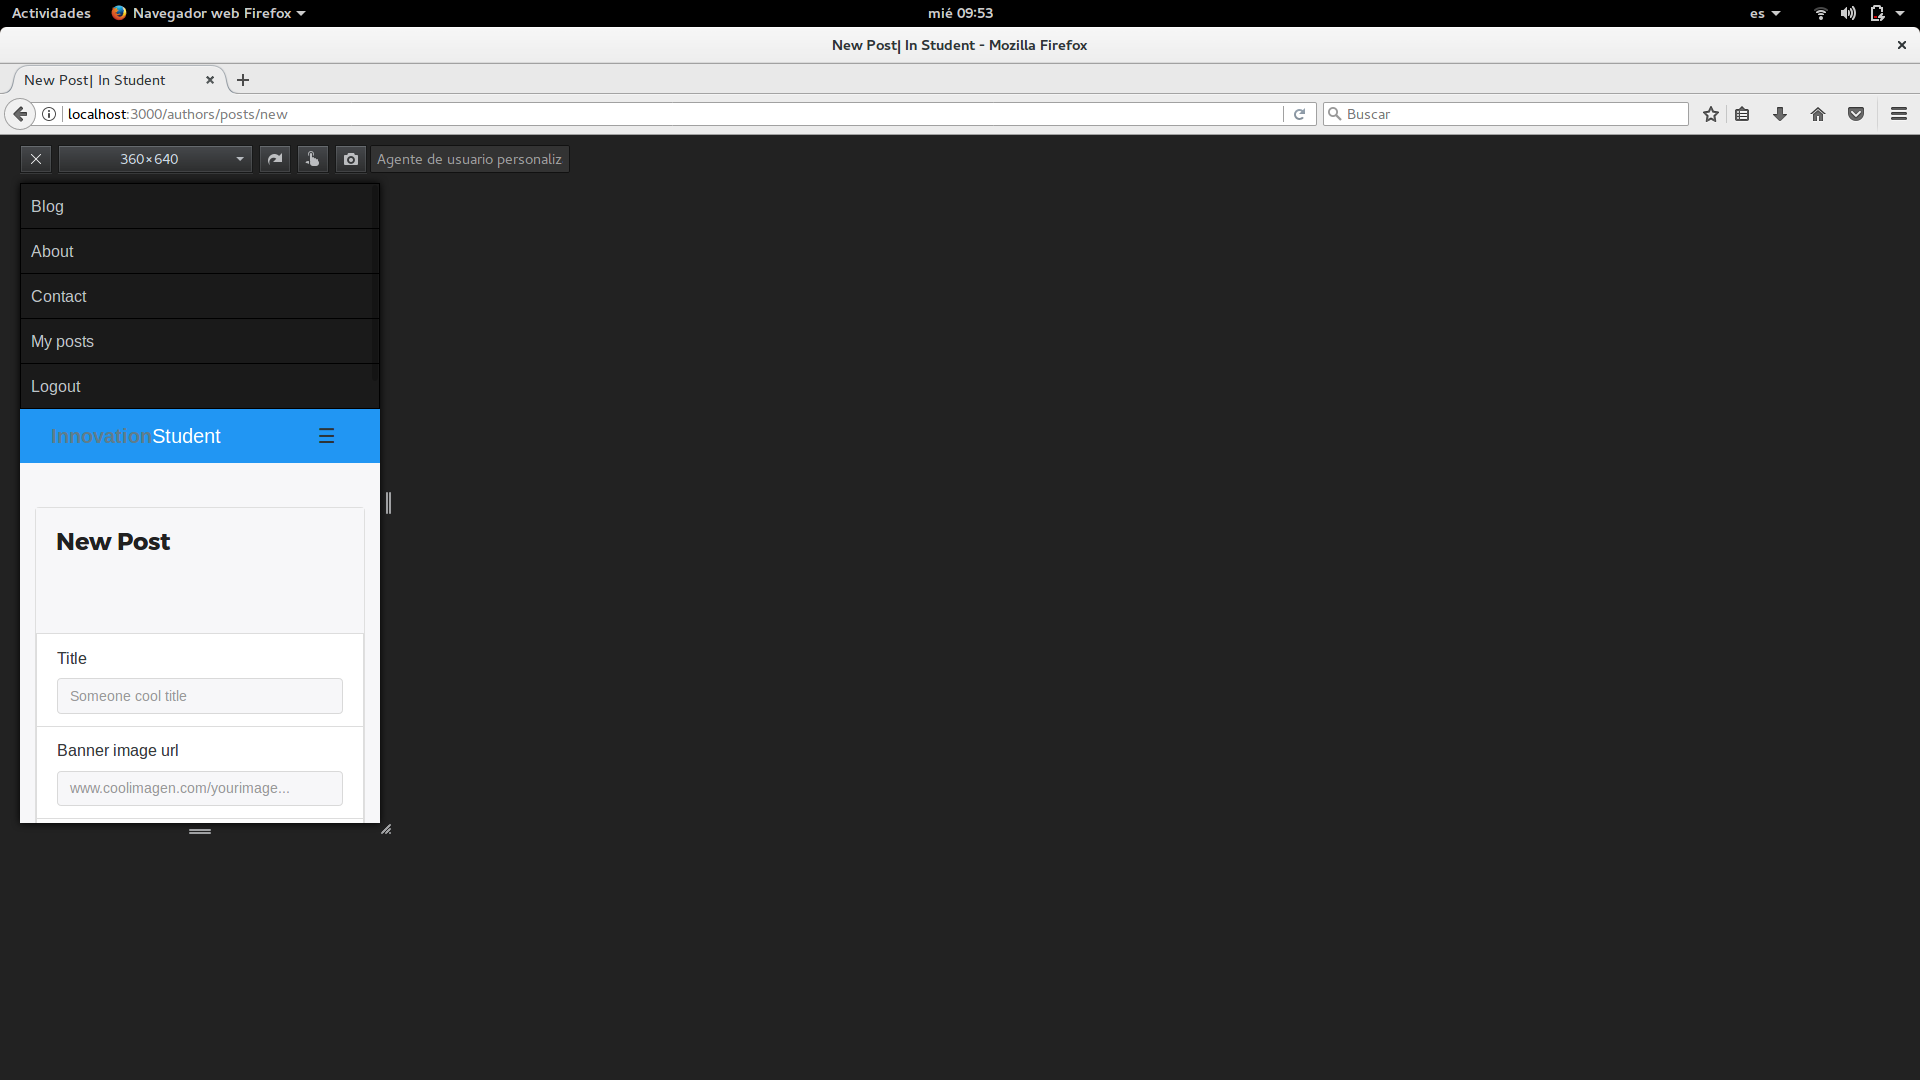 Actividades Navegador web Firefox mié 09:53 es
New Post| In Student - Mozilla Firefox
New Post| In Student
localhost:3000/authors/posts/new Buscar
360×640 Agente de usuario personaliz
Blog
About
Contact
My posts
Logout
InnovationStudent
New Post
Title
Someone cool title
Banner image url
www.coolimagen.com/yourimage...